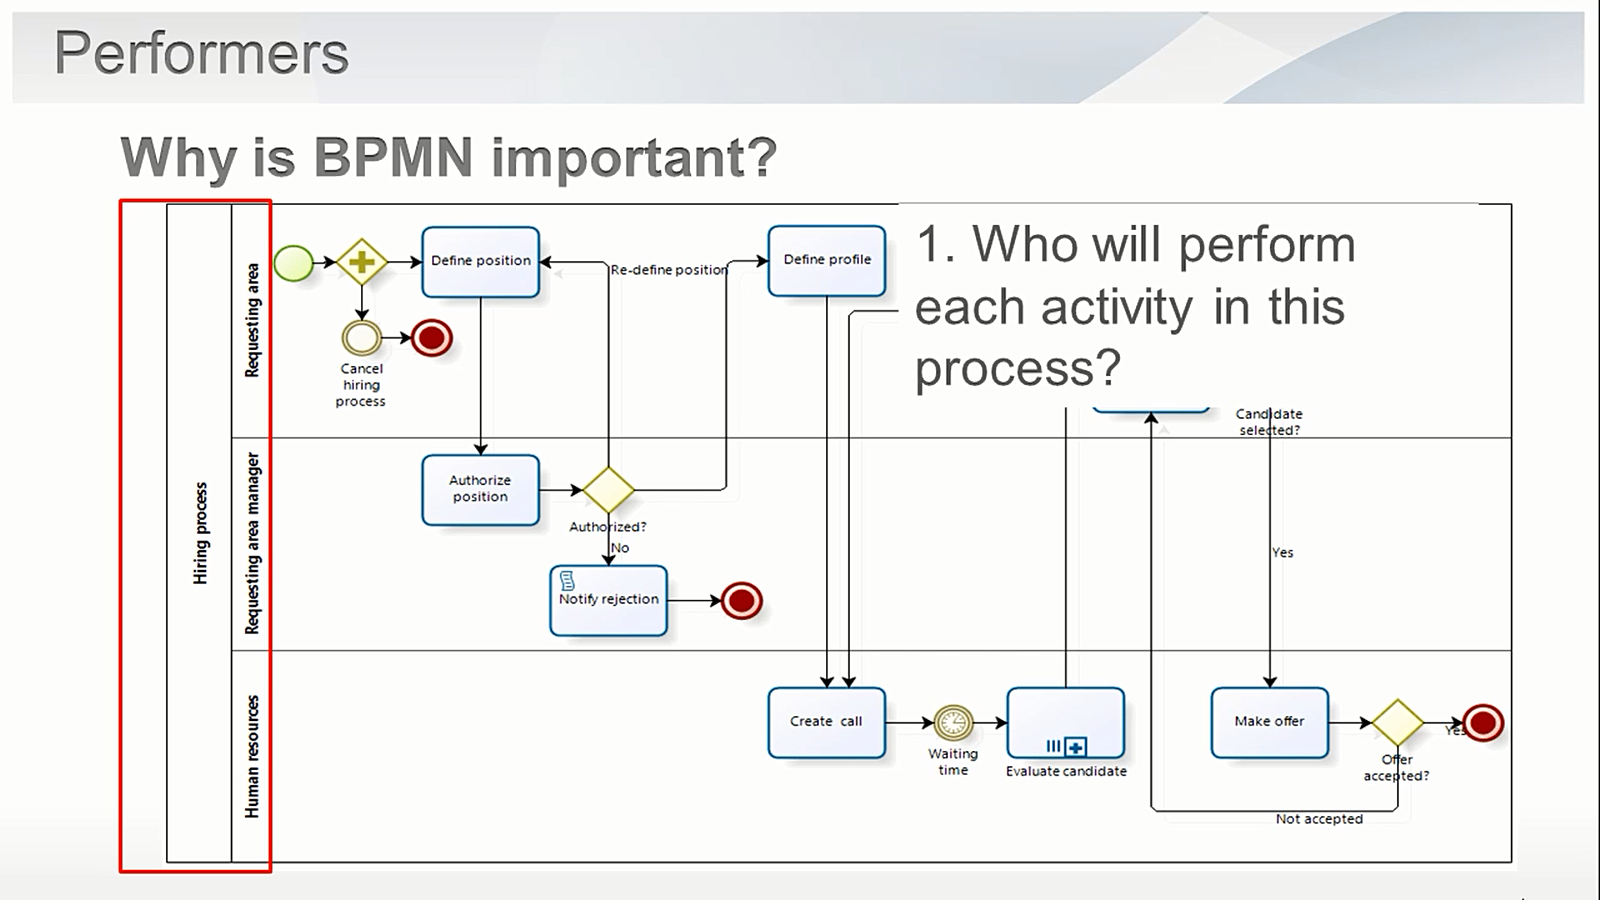 Performers
Why is BPMN important?
1. Who will perform
each activity in this
process?
Hiring process
Requesting area
Define position
Re-define position
Define profile
Cancel
hiring
process
Candidate
selected?
Requesting area manager
Authorize
position
Authorized?
No
Notify rejection
Yes
Human resources
Create call
Waiting
time
Evaluate candidate
Make offer
Yes
Offer
accepted?
Not accepted